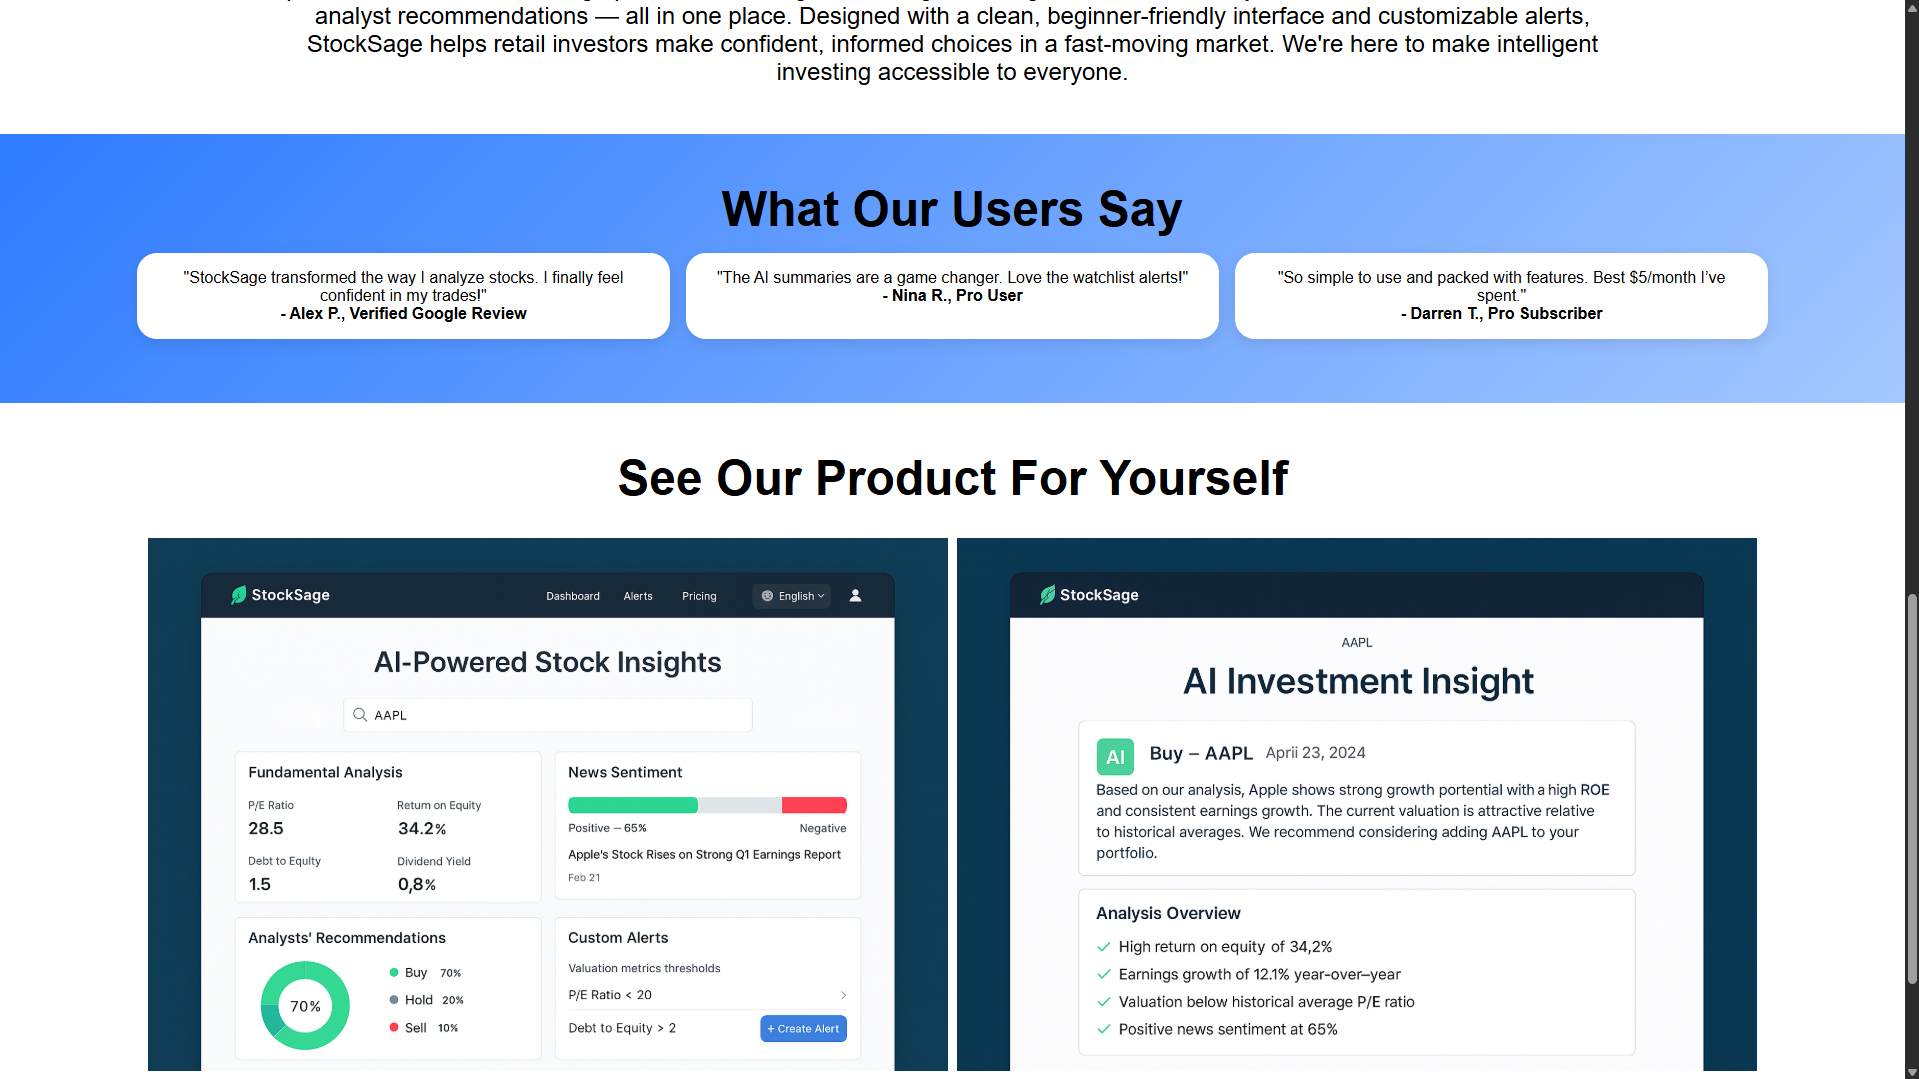 analyst recommendations — all in one place. Designed with a clean, beginner-friendly interface and customizable alerts,
StockSage helps retail investors make confident, informed choices in a fast-moving market. We're here to make intelligent
investing accessible to everyone.
What Our Users Say
"StockSage transformed the way I analyze stocks. I finally feel
confident in my trades!"
- Alex P., Verified Google Review
"The AI summaries are a game changer. Love the watchlist alerts!"
- Nina R., Pro User
"So simple to use and packed with features. Best $5/month I’ve
spent."
- Darren T., Pro Subscriber
See Our Product For Yourself
StockSage
Dashboard
Alerts
Pricing
English
AI-Powered Stock Insights
AAPL
Fundamental Analysis
P/E Ratio
Return on Equity
28.5
34.2%
Debt to Equlty
Dividend Yield
1.5
0,8%
News Sentiment
Positive – 65%
Negative
Apple's Stock Rises on Strong Q1 Earnings Report
Feb 21
Analysts' Recommendations
70%
Buy 70%
Hold 20%
Sell 10%
Custom Alerts
Valuation metrics thresholds
P/E Ratio < 20
Debt to Equity > 2
+ Create Alert
StockSage
AAPL
AI Investment Insight
AI
Buy – AAPL Aprii 23, 2024
Based on our analysis, Apple shows strong growth portential with a high ROE
and consistent earnings growth. The current valuation is attractive relative
to historical averages. We recommend considering adding AAPL to your
portfolio.
Analysis Overview
High return on equity of 34,2%
Earnings growth of 12.1% year-over–year
Valuation below historical average P/E ratio
Positive news sentiment at 65%